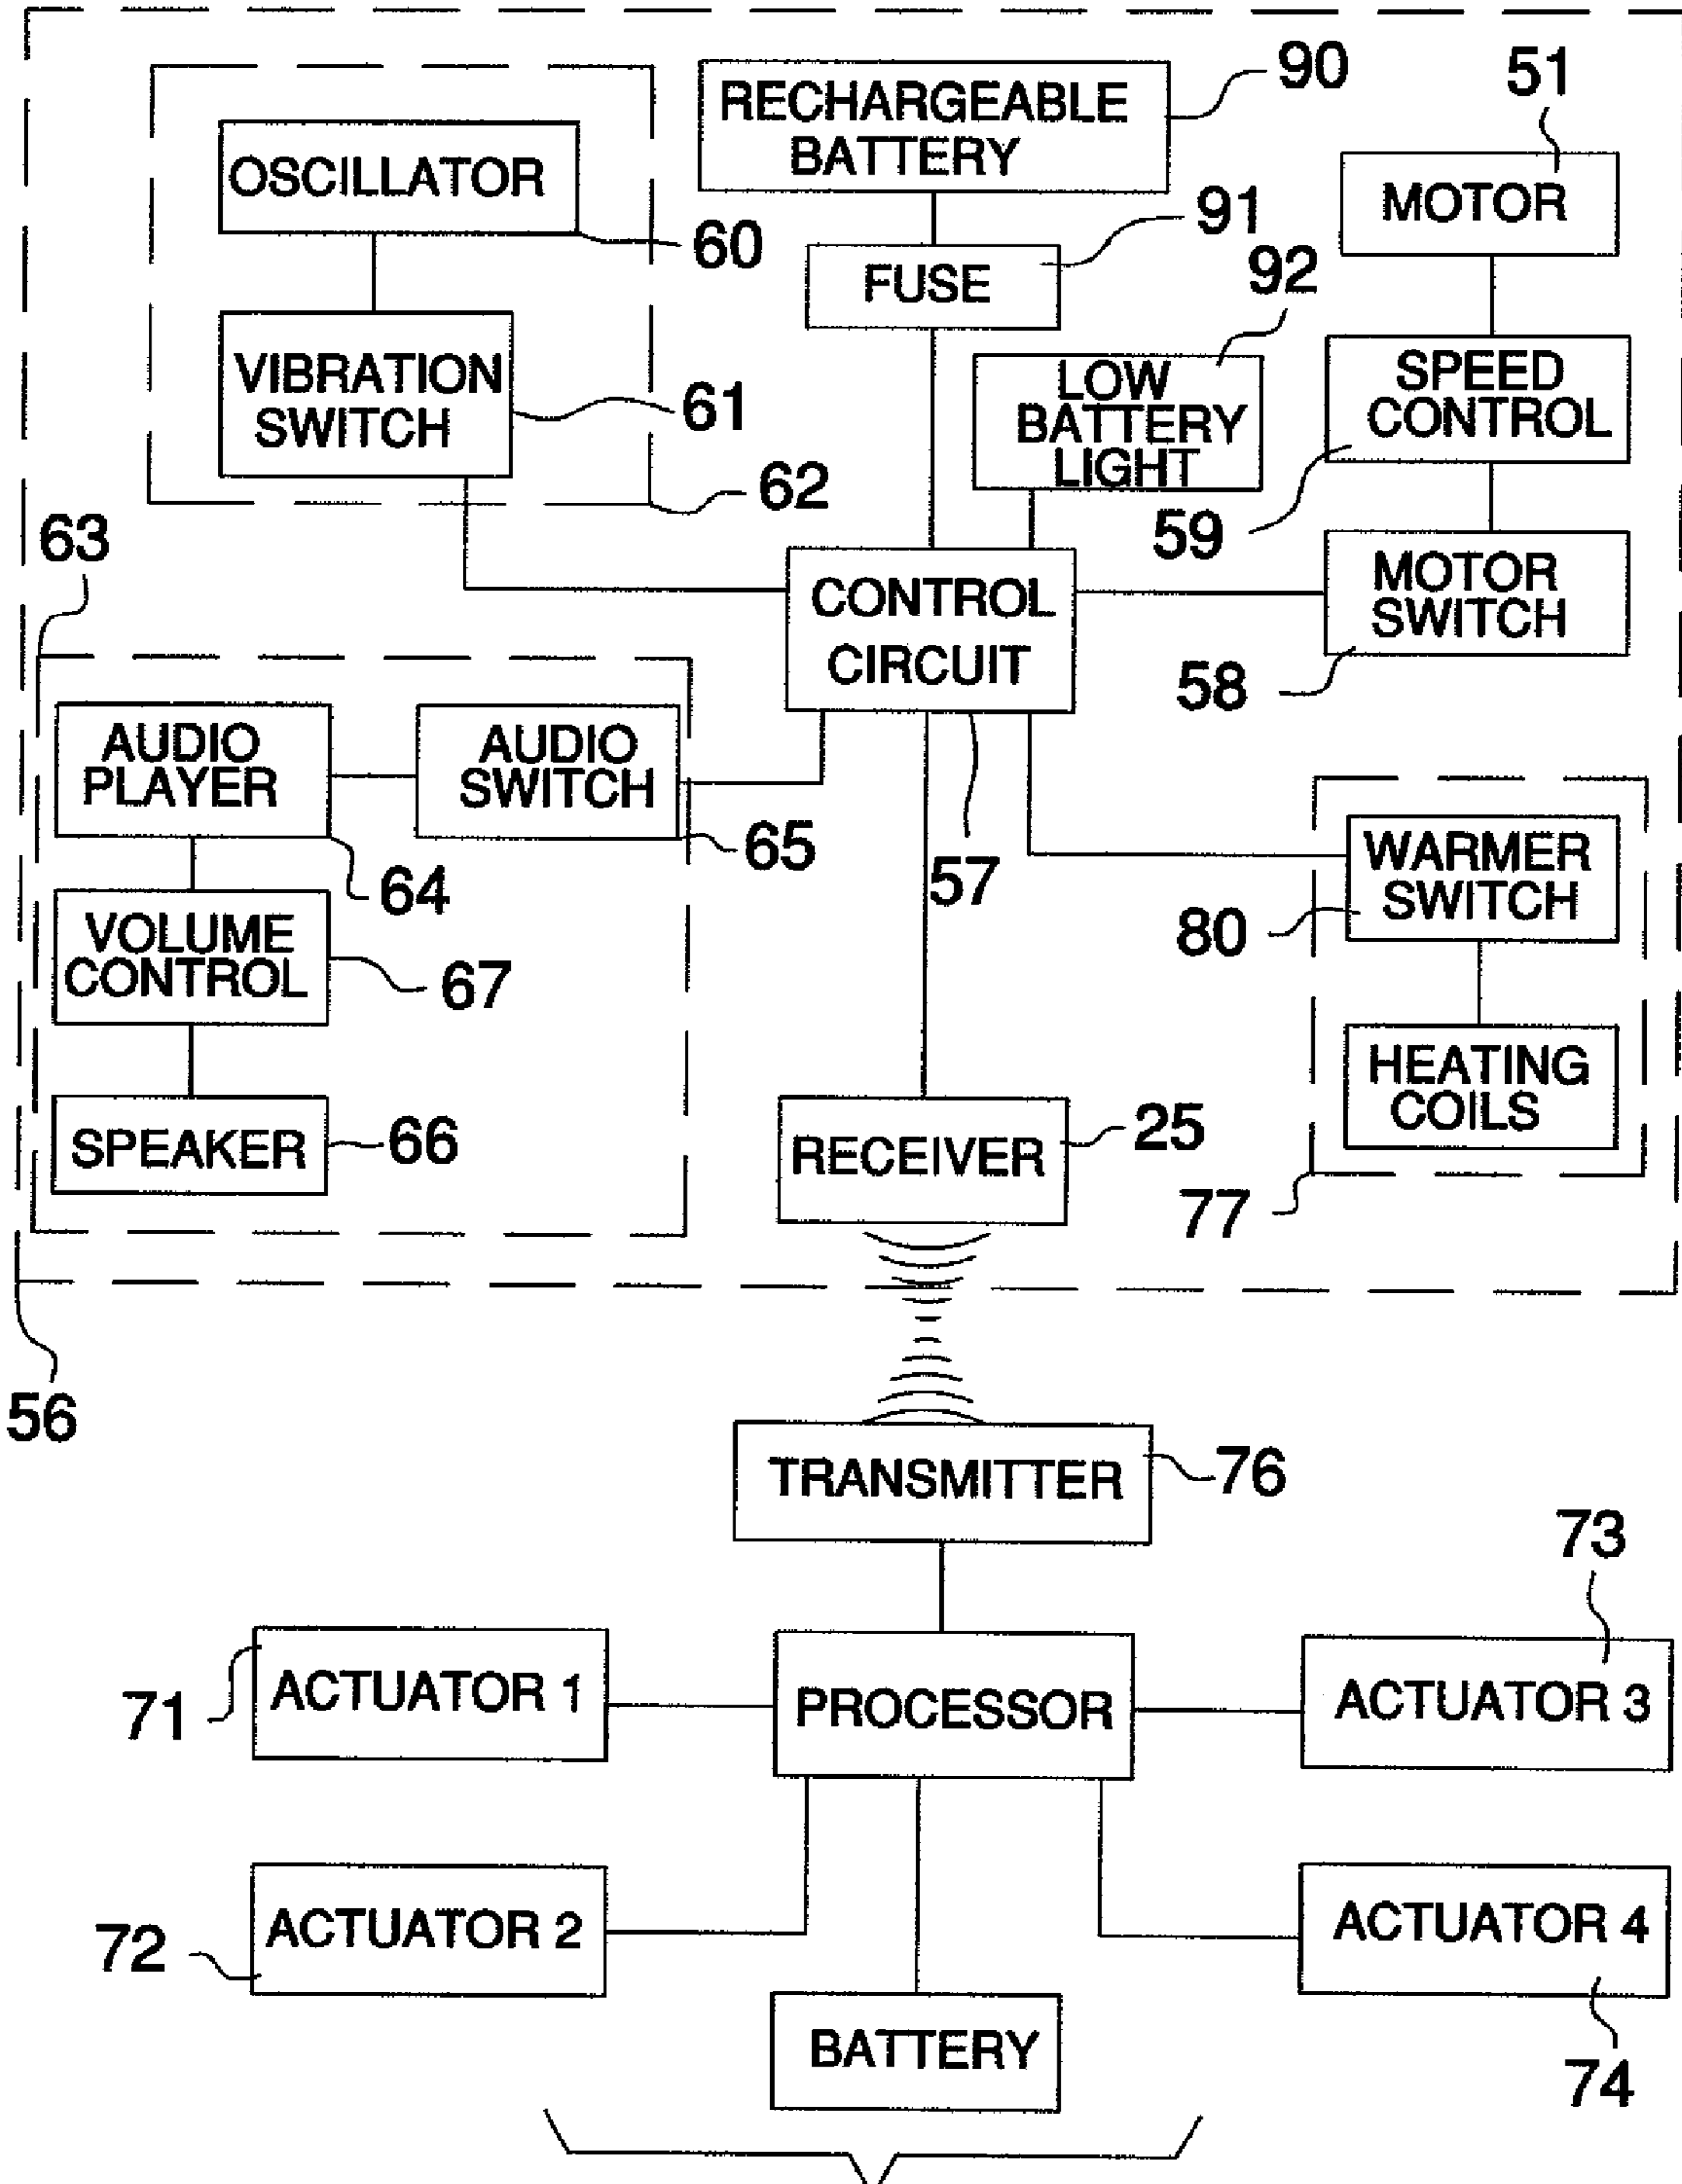 RECHARGEABLE
BATTERY
90
51
OSCILLATOR
60
MOTOR
91
FUSE
92
VIBRATION
SWITCH
61
LOW
BATTERY
LIGHT
SPEED
CONTROL
59
62
63
CONTROL
CIRCUIT
MOTOR
SWITCH
58
AUDIO
PLAYER
AUDIO
SWITCH
65
64
57
WARMER
SWITCH
80
VOLUME
CONTROL
67
HEATING
COILS
SPEAKER
66
RECEIVER
25
77
56
TRANSMITTER
76
73
ACTUATOR 1
71
PROCESSOR
ACTUATOR 3
ACTUATOR 2
72
ACTUATOR 4
BATTERY
74